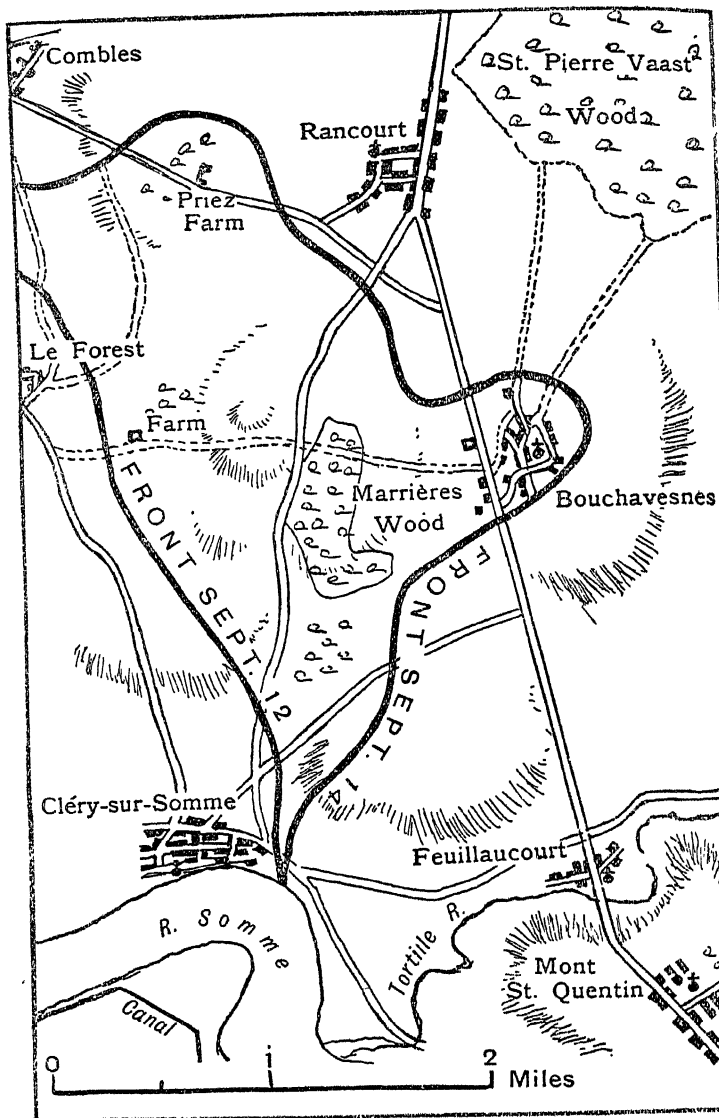 Combles
St. Pierre Vaast
Wood
Rancourt
Priez
Farm
Le Forest
Farm
Marrières
Wood
Bouchavesnes
FRONT SEPT. 12
FRONT SEPT. 14
Cléry-sur-Somme
Feuillaucourt
R. Somme
Tortille R.
Mont
St. Quentin
Canal
0 1 2 Miles